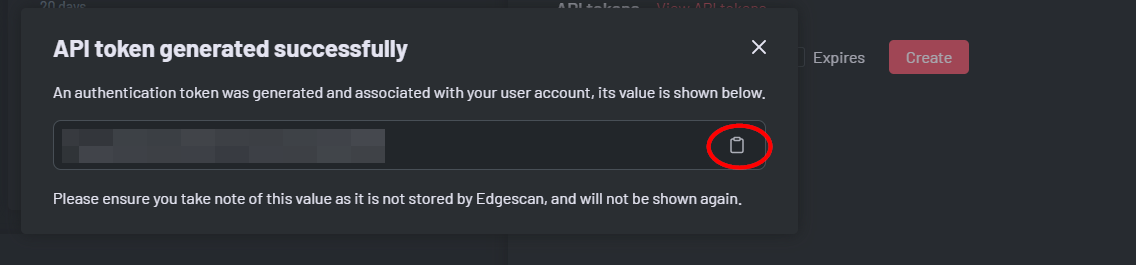 20 days
API tokens View API tokens
API token generated successfully
Expires
Create
An authentication token was generated and associated with your user account, its value is shown below.
Please ensure you take note of this value as it is not stored by Edgescan, and will not be shown again.